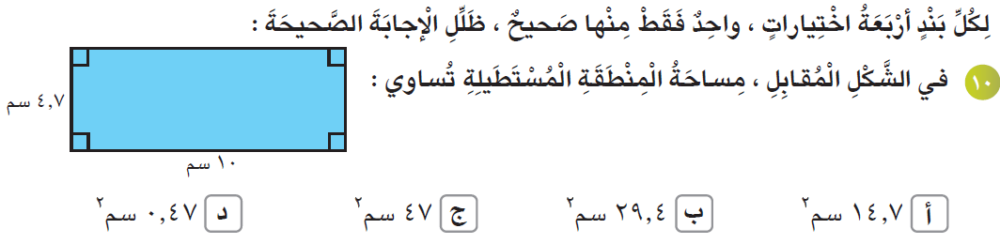 لِكُلِّ بَنْدٍ أَرْبَعَةُ اخْتِياراتٍ ، واحِدٌ فَقَطْ مِنْها صَحيحٌ ، ظَلِّلِ الْإجابَةَ الصَّحيحَةَ :
١٠ في الشَّكْلِ الْمُقابِلِ ، مِساحَةُ الْمِنْطَقَةِ الْمُسْتَطيلِةِ تُساوي :
٤,٧ سم
١٠ سم
أ ١٤,٧ سم٢ ب ٢٩,٤ سم٢ ج ٤٧ سم٢ د ٠,٤٧ سم٢